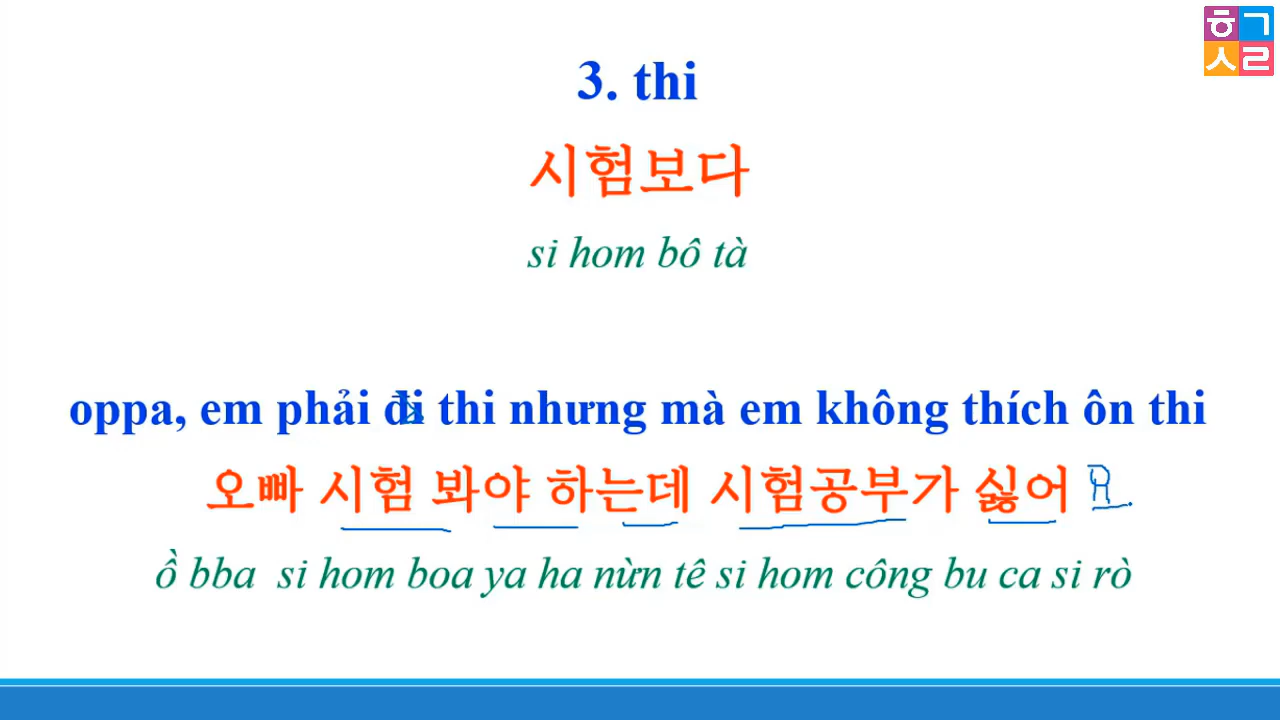 ㅎㄱ
ㅅㄹ
3. thi
시험보다
si hom bô tà
oppa, em phải đi thi nhưng mà em không thích ôn thi
오빠 시험 봐야 하는데 시험공부가 싫어 요.
ồ bba si hom boa ya ha nừn tê si hom công bu ca si rò